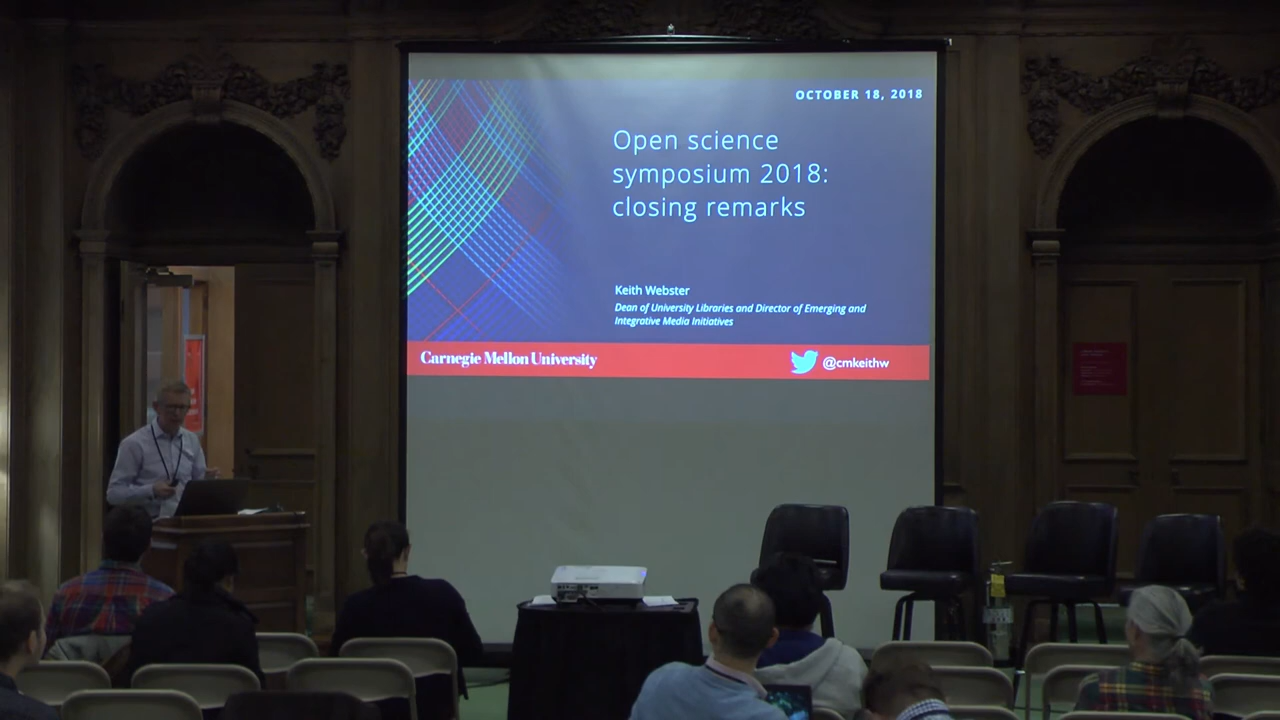 OCTOBER 18, 2018
Open science
symposium 2018:
closing remarks
Keith Webster
Dean of University Libraries and Director of Emerging and
Integrative Media Initiatives
Carnegie Mellon University
@cmkeithw